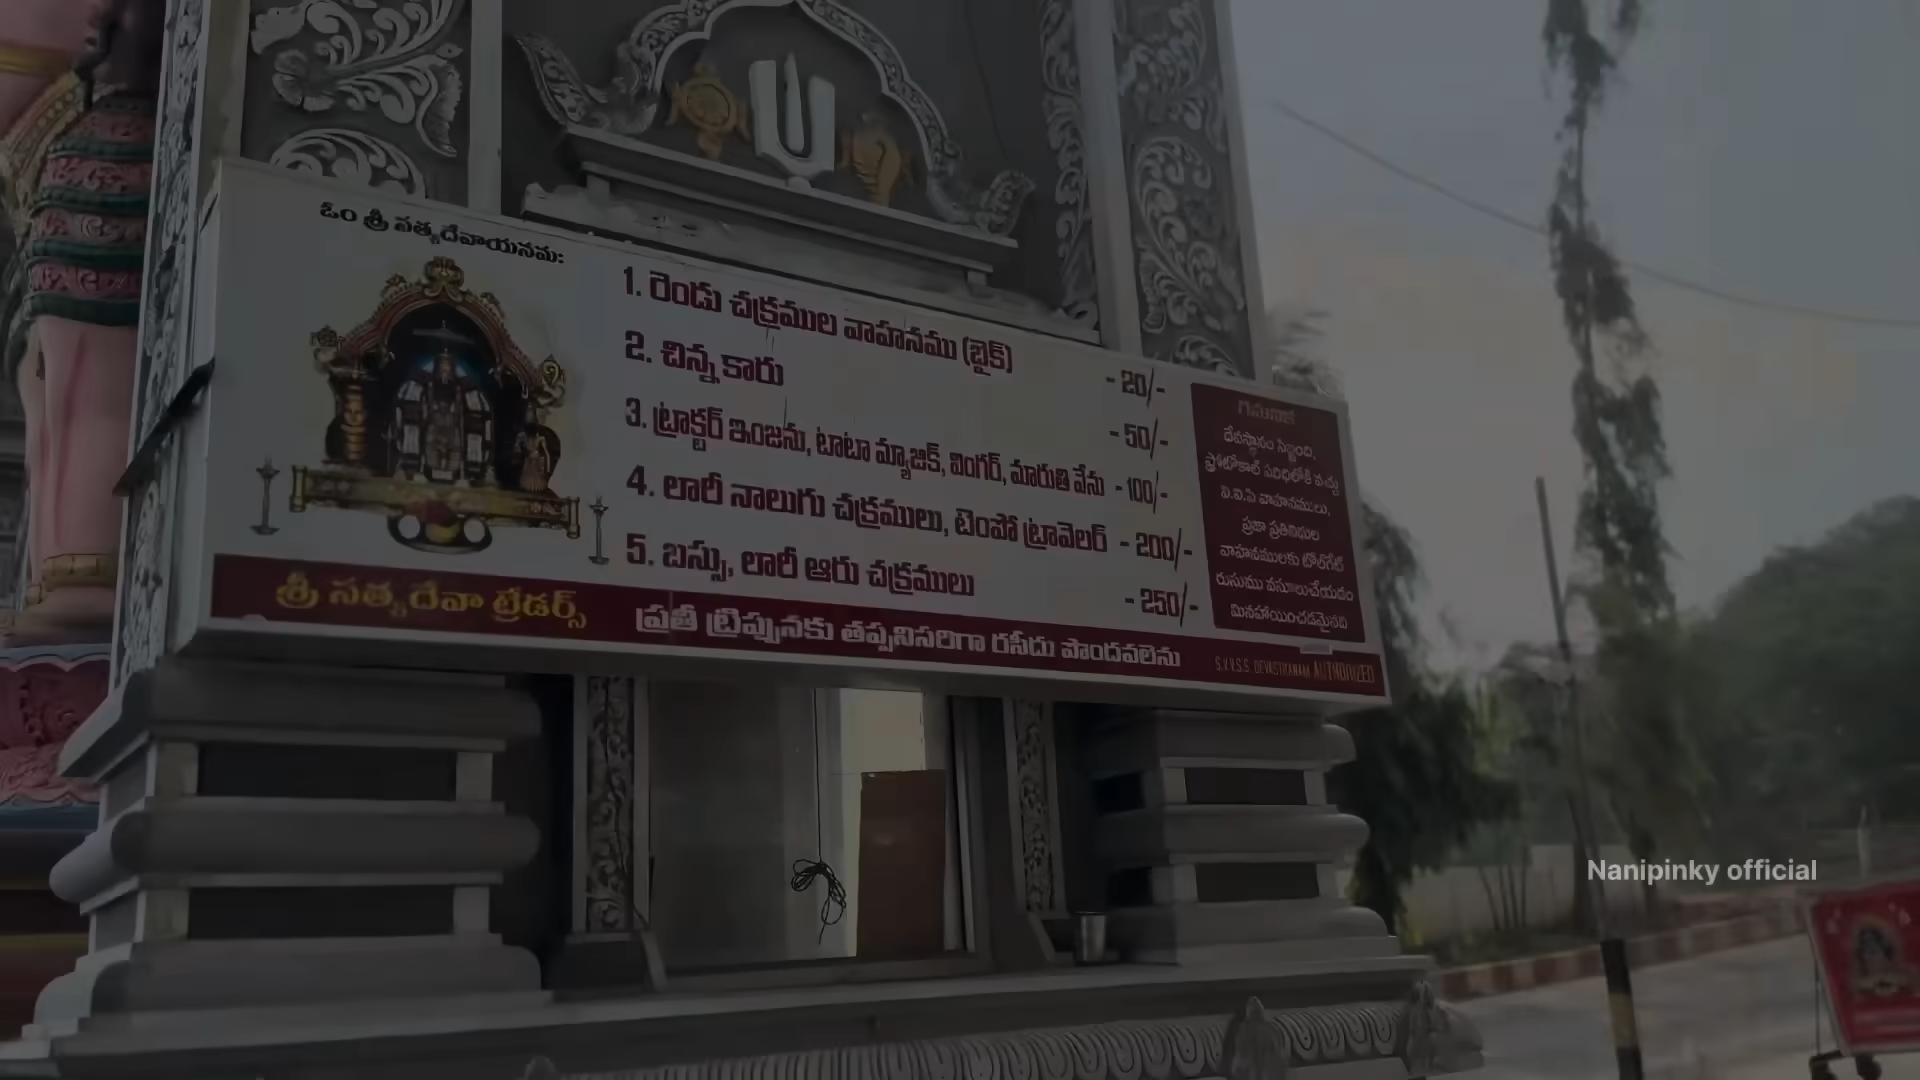 ఓం శ్రీ సత్యదేవాయనమః
1. రెండు చక్రముల వాహనము (బైక్) - 20/-
2. చిన్న కారు - 50/-
3. ట్రాక్టర్ ఇంజను, టాటా మ్యాజిక్, వింగర్, మారుతి వేను - 100/-
4. లారీ నాలుగు చక్రములు, టెంపో ట్రావెలర్ - 200/-
5. బస్సు, లారీ ఆరు చక్రములు - 250/-
గమనిక
దేవస్థానం సిబ్బంది,
ప్రోటోకాల్ పరిధిలోకి వచ్చు
వి.ఐ.పి వాహనములు,
ప్రజా ప్రతినిధుల
వాహనములకు టోల్‌గేట్
రుసుము వసూలుచేయడం
మినహాయించడమైనది
శ్రీ సత్యదేవా ట్రేడర్స్
ప్రతీ ట్రిప్పునకు తప్పనిసరిగా రసీదు పొందవలెను
S.V.V.S.S. DEVASTHANAM AUTHORIZED
Nanipinky official